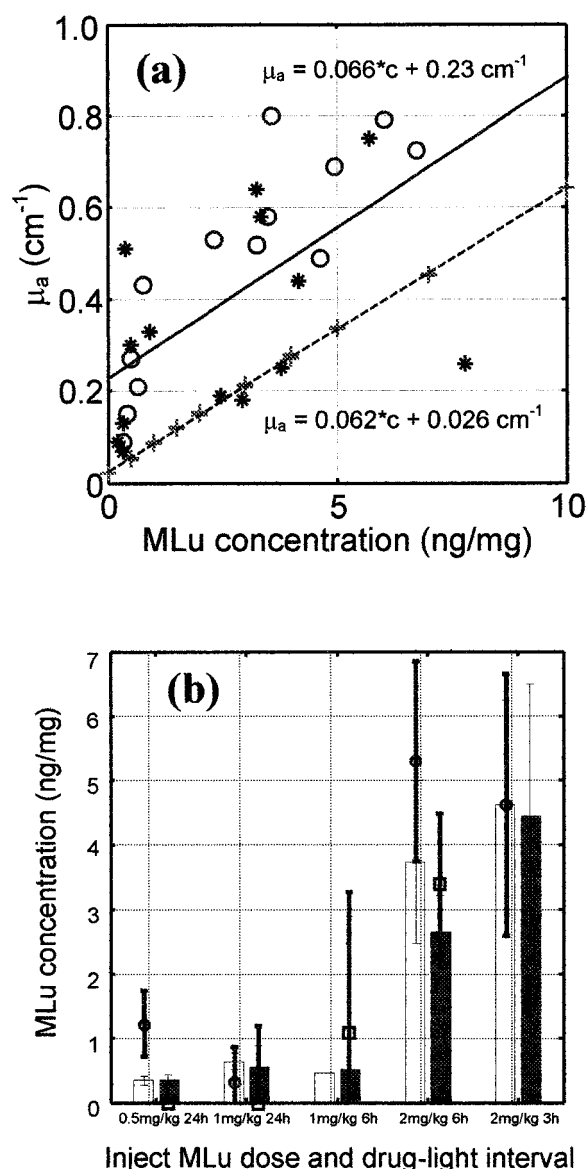 1.0
(a)
μa = 0.066*c + 0.23 cm-1
0.8
0.6
μa (cm-1)
0.4
0.2
μa = 0.062*c + 0.026 cm-1
0
0 5 10
MLu concentration (ng/mg)
7
(b)
6
5
4
3
2
1
0
MLu concentration (ng/mg)
0.5mg/kg 24h 1mg/kg 24h 1mg/kg 6h 2mg/kg 6h 2mg/kg 3h
Inject MLu dose and drug-light interval